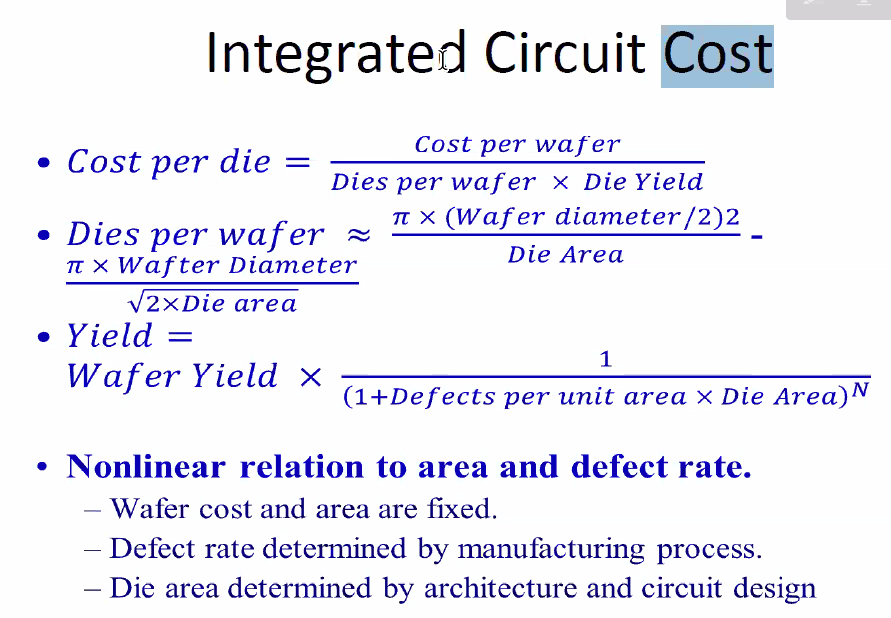 Integrated Circuit Cost
• Cost per die = Cost per wafer / Dies per wafer × Die Yield
• Dies per wafer ≈ π × (Wafer diameter/2)2 / Die Area -
π × Wafter Diameter / √2×Die area
• Yield =
Wafer Yield × 1 / (1+Defects per unit area × Die Area)^N
• Nonlinear relation to area and defect rate.
– Wafer cost and area are fixed.
– Defect rate determined by manufacturing process.
– Die area determined by architecture and circuit design